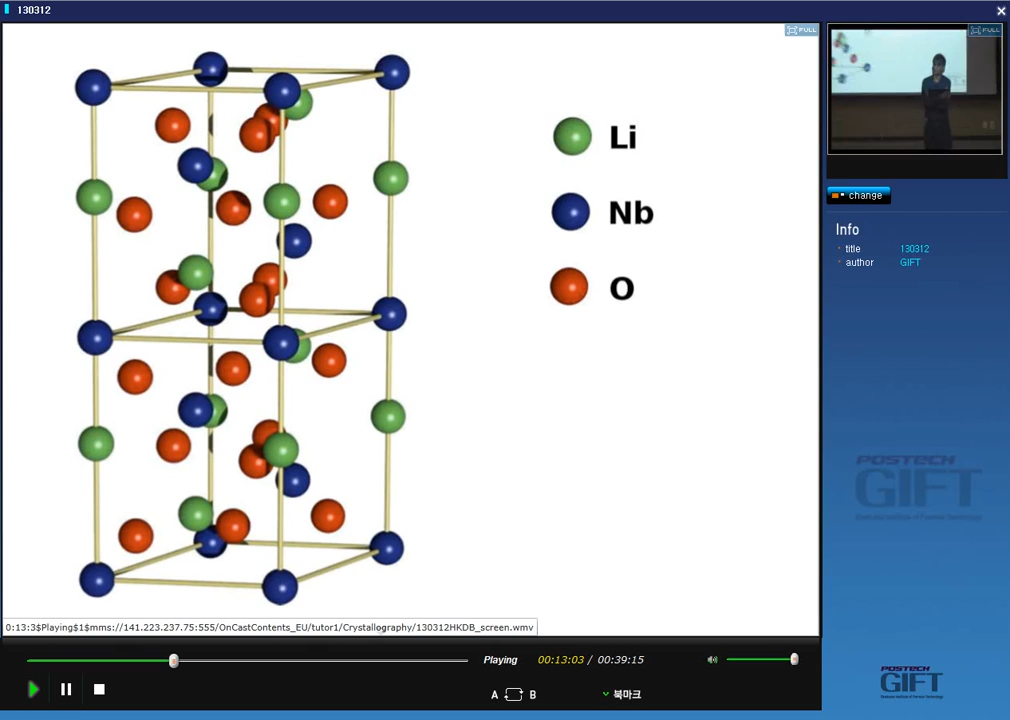 130312
FULL
FULL
Li
Nb
O
change
Info
title 130312
author GIFT
POSTECH
GIFT
0:13:3$Playing$1$mms://141.223.237.75:555/OnCastContents_EU/tutor1/Crystallography/130312HKDB_screen.wmv
Playing 00:13:03 / 00:39:15
A B
북마크
POSTECH
GIFT